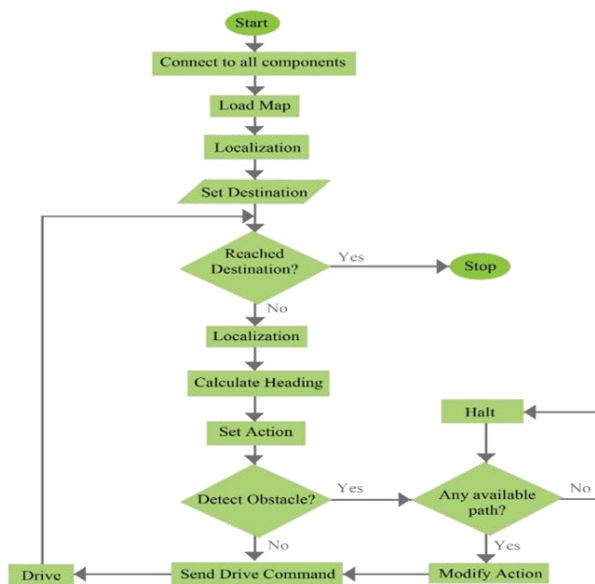 Start
Connect to all components
Load Map
Localization
Set Destination
Reached
Destination?
Yes
Stop
No
Localization
Calculate Heading
Set Action
Halt
Detect Obstacle?
Yes
Any available
path?
No
No
Yes
Drive
Send Drive Command
Modify Action